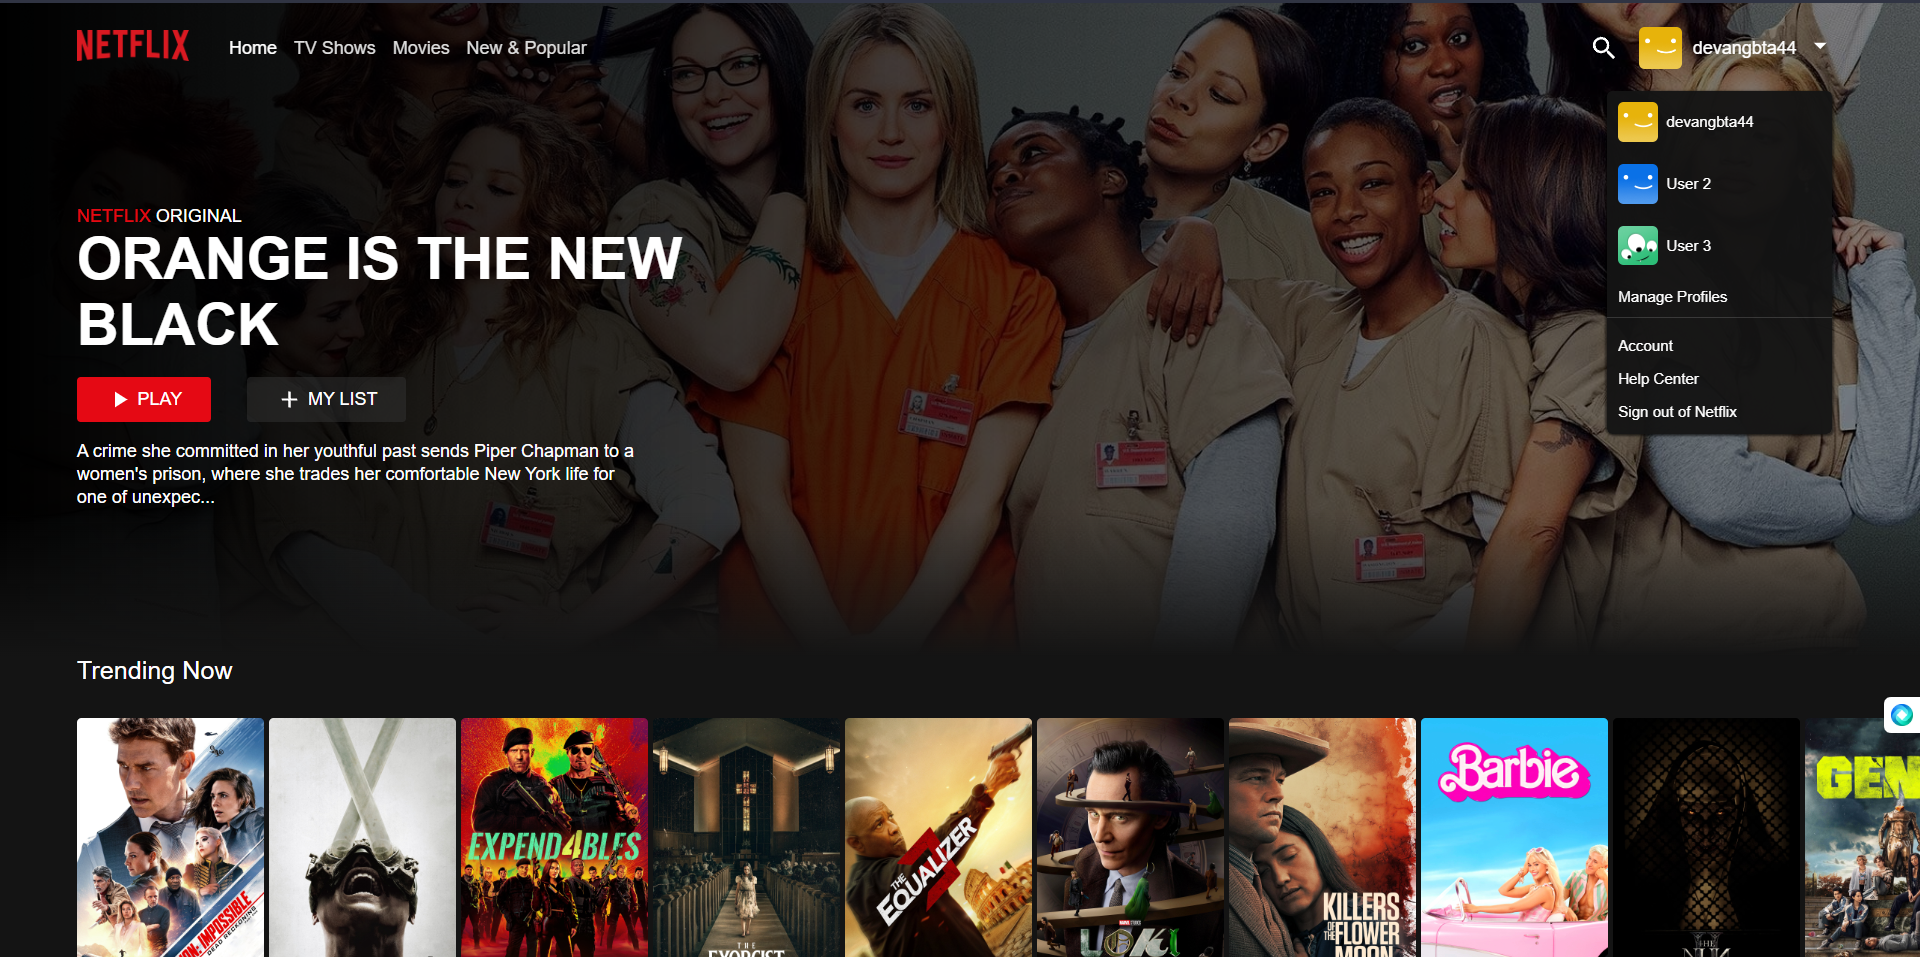 NETFLIX
Home TV Shows Movies New & Popular
devangbta44
devangbta44
User 2
User 3
Manage Profiles
Account
Help Center
Sign out of Netflix
NETFLIX ORIGINAL
ORANGE IS THE NEW
BLACK
PLAY
MY LIST
A crime she committed in her youthful past sends Piper Chapman to a
women's prison, where she trades her comfortable New York life for
one of unexpec...
Trending Now
ON: IMPOSSIBLE
DEAD RECKONING
EXPEND4BLES
THE
EXORCIST
THE
EQUALIZER
3
MARVEL STUDIOS
LOKI
KILLERS
OF THE FLOWER
MOON
Barbie
THE
NUN
GEN